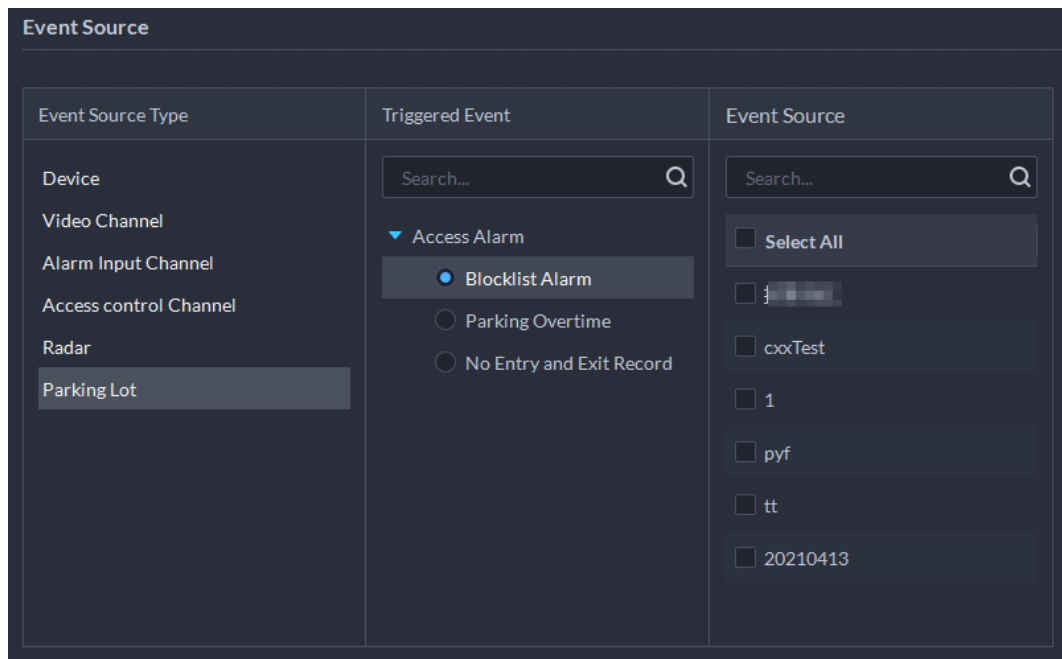 Event Source
Event Source Type
Triggered Event
Event Source
Device
Video Channel
Alarm Input Channel
Access control Channel
Radar
Parking Lot
Search...
Access Alarm
Blocklist Alarm
Parking Overtime
No Entry and Exit Record
Search...
Select All
cxxTest
1
pyf
tt
20210413